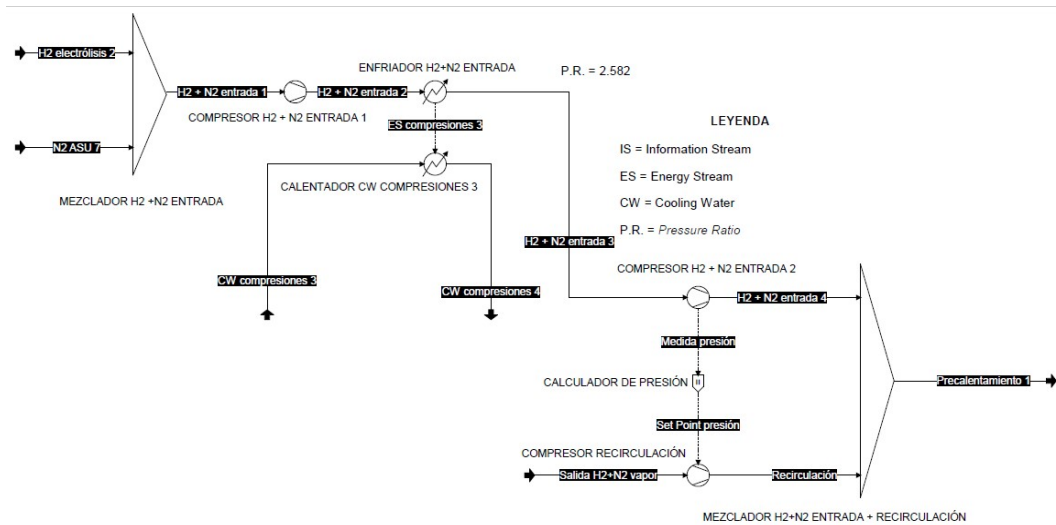 H2 electrólisis 2
ENFRIADOR H2+N2 ENTRADA
P.R. = 2.582
H2 + N2 entrada 1
H2 + N2 entrada 2
COMPRESOR H2 + N2 ENTRADA 1
ES compresiones 3
LEYENDA
N2 ASU 7
IS = Information Stream
ES = Energy Stream
CALENTADOR CW COMPRESIONES 3
MEZCLADOR H2 +N2 ENTRADA
CW = Cooling Water
P.R. = Pressure Ratio
H2 + N2 entrada 3
CW compresiones 3
CW compresiones 4
COMPRESOR H2 + N2 ENTRADA 2
H2 + N2 entrada 4
Medida presión
CALCULADOR DE PRESIÓN
Precalentamiento 1
Set Point presión
COMPRESOR RECIRCULACIÓN
Salida H2+N2 vapor
Recirculación
MEZCLADOR H2+N2 ENTRADA + RECIRCULACIÓN